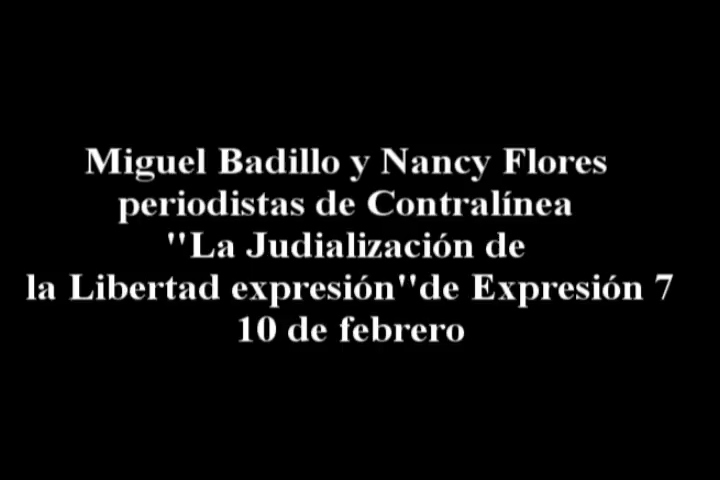 Miguel Badillo y Nancy Flores
periodistas de Contralínea
"La Judialización de
la Libertad expresión"de Expresión 7
10 de febrero